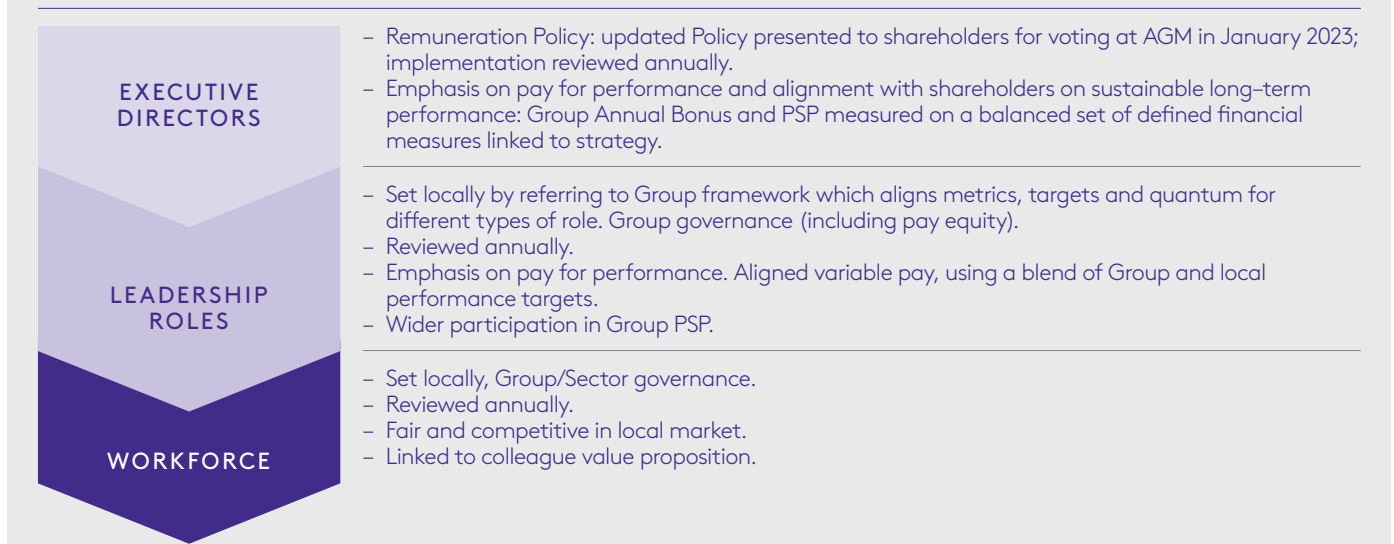 EXECUTIVE
DIRECTORS
– Remuneration Policy: updated Policy presented to shareholders for voting at AGM in January 2023;
implementation reviewed annually.
– Emphasis on pay for performance and alignment with shareholders on sustainable long–term
performance: Group Annual Bonus and PSP measured on a balanced set of defined financial
measures linked to strategy.
LEADERSHIP
ROLES
– Set locally by referring to Group framework which aligns metrics, targets and quantum for
different types of role. Group governance (including pay equity).
– Reviewed annually.
– Emphasis on pay for performance. Aligned variable pay, using a blend of Group and local
performance targets.
– Wider participation in Group PSP.
WORKFORCE
– Set locally, Group/Sector governance.
– Reviewed annually.
– Fair and competitive in local market.
– Linked to colleague value proposition.